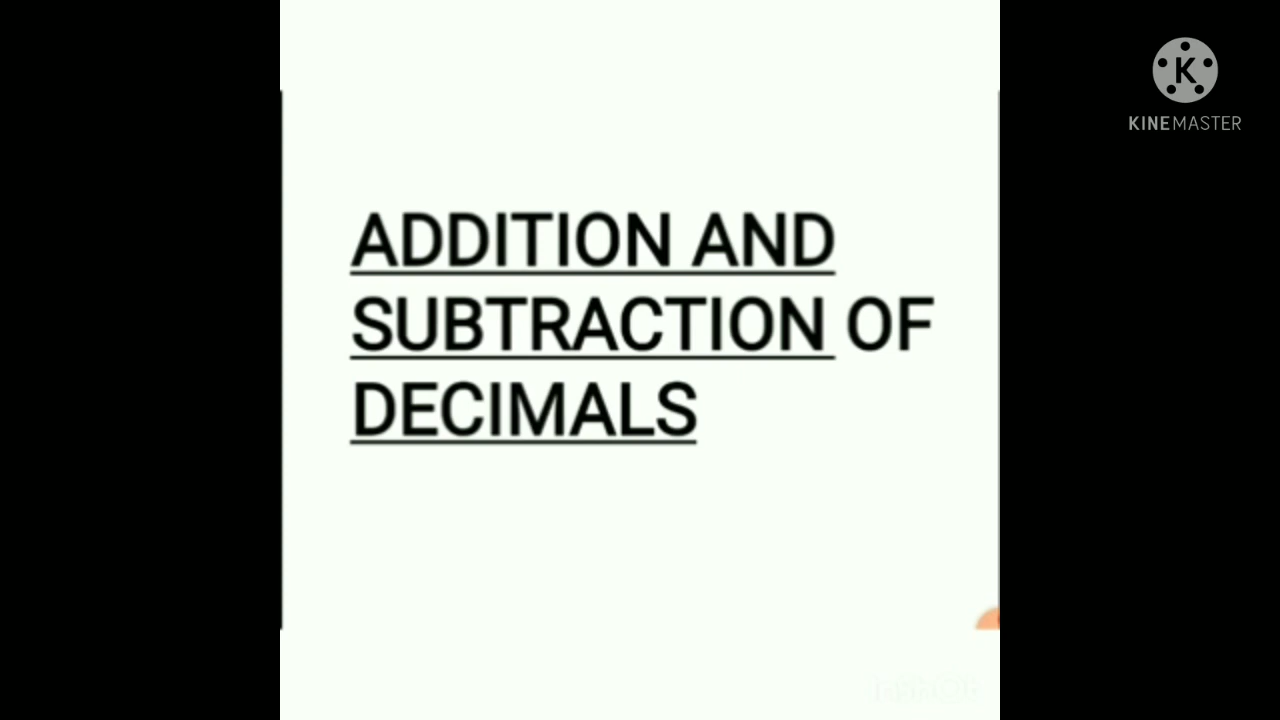 KINEMASTER
ADDITION AND
SUBTRACTION OF
DECIMALS